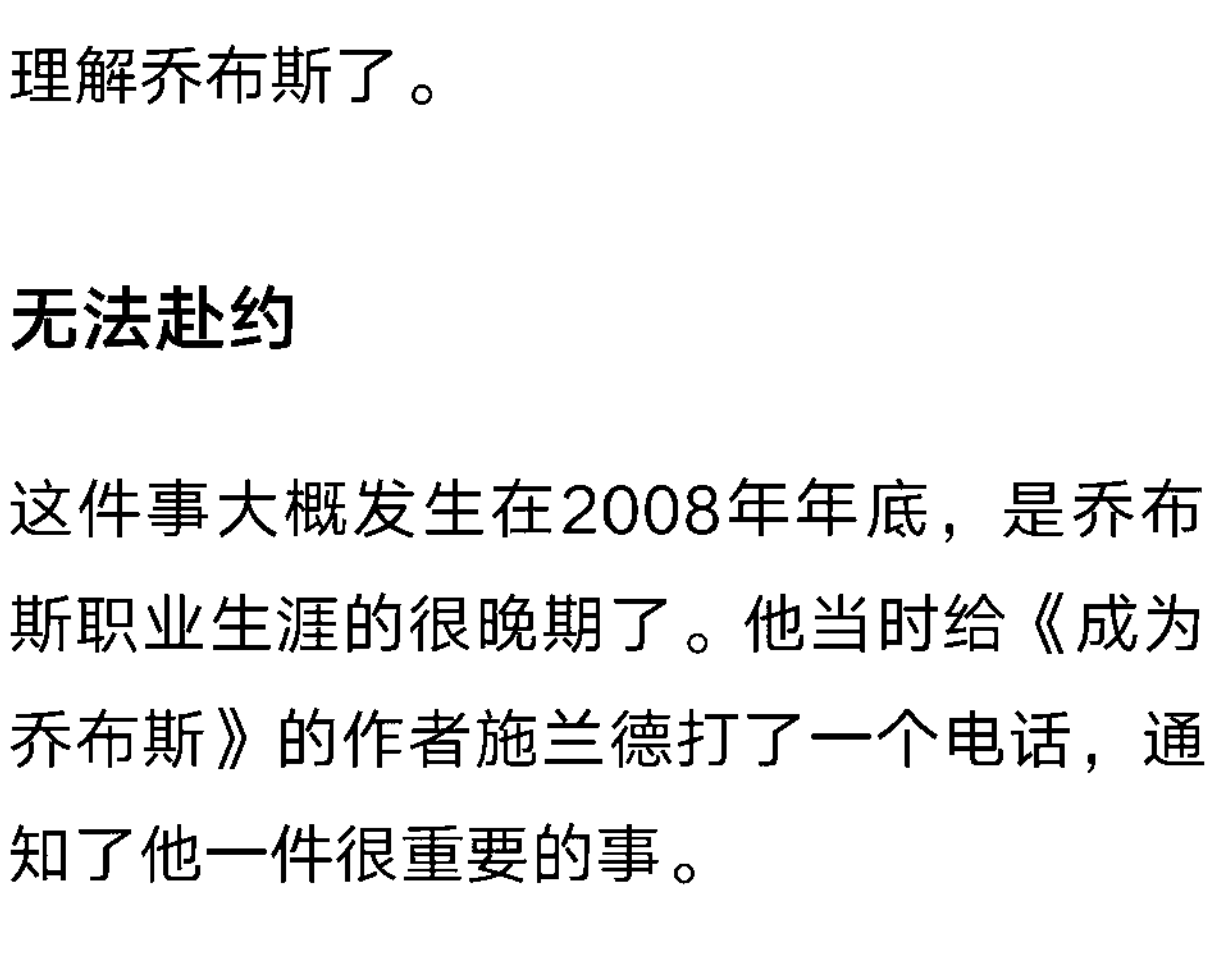 理解乔布斯了。
无法赴约
这件事大概发生在2008年年底，是乔布
斯职业生涯的很晚期了。他当时给《成为
乔布斯》的作者施兰德打了一个电话，通
知了他一件很重要的事。